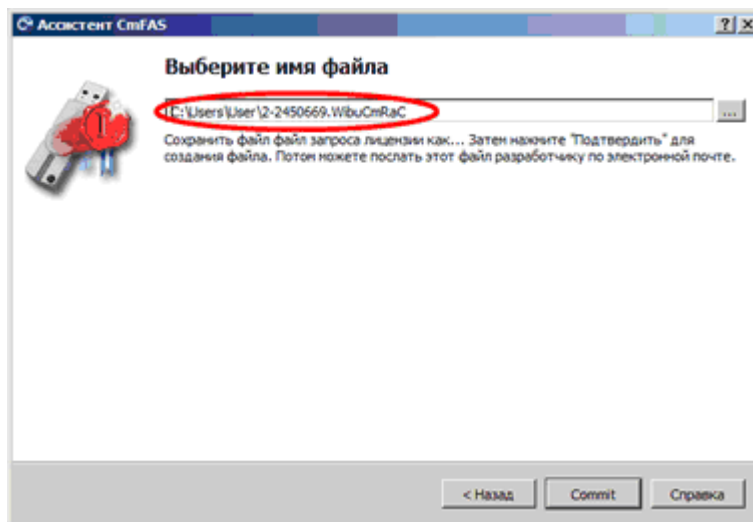 Ассистент CmFAS
Выберите имя файла
C:\Users\User\2-2450669.WibuCmRaC
...
Сохранить файл файл запроса лицензии как... Затем нажмите "Подтвердить" для
создания файла. Потом можете послать этот файл разработчику по электронной почте.
< Назад
Commit
Справка